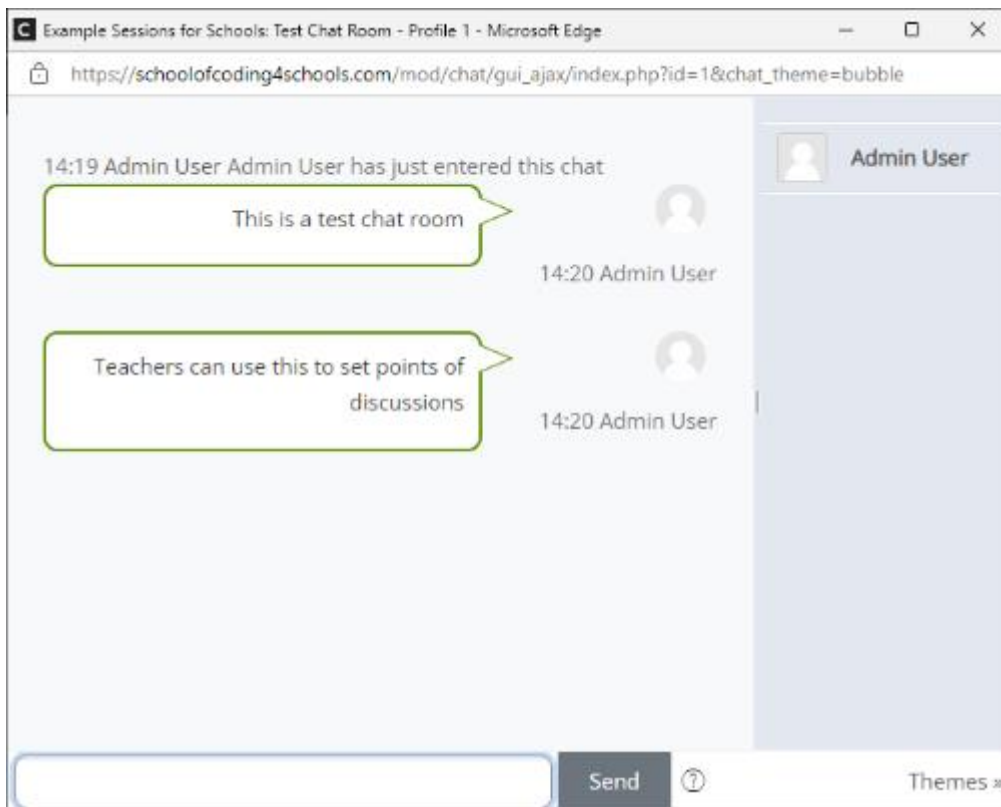 C Example Sessions for Schools: Test Chat Room - Profile 1 - Microsoft Edge
https://schoolofcoding4schools.com/mod/chat/gui_ajax/index.php?id=1&chat_theme=bubble
14:19 Admin User Admin User has just entered this chat
This is a test chat room
14:20 Admin User
Teachers can use this to set points of
discussions
14:20 Admin User
Admin User
Send
?
Themes »